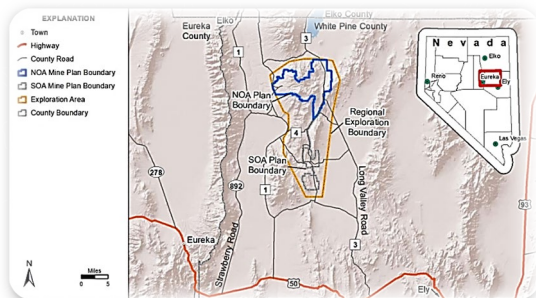 EXPLANATION
Town
Highway
County Road
NOA Mine Plan Boundary
SOA Mine Plan Boundary
Exploration Area
County Boundary
N
Miles
0 5
Eureka
County
Elko
Elko County
White Pine County
3
1
NOA Plan
Boundary
Regional
Exploration
Boundary
4
SOA Plan
Boundary
278
892
1
Long Valley Road
Strawberry Road
3
Eureka
50
Ely
93
Nevada
Elko
Reno
Eureka
Ely
Las Vegas